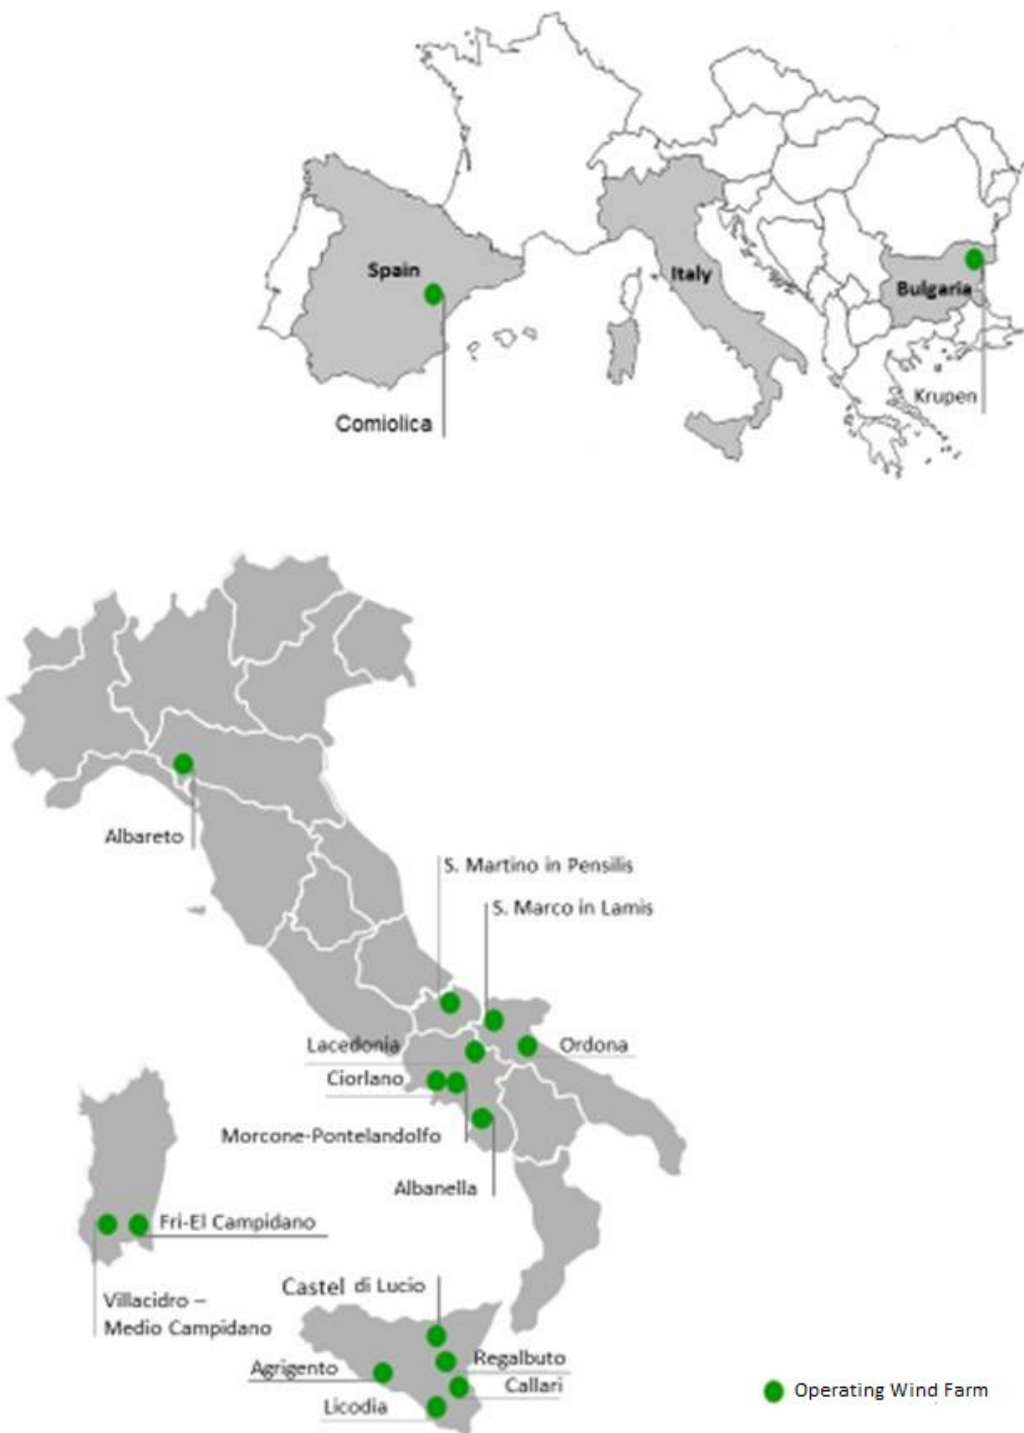 Spain
Italy
Bulgaria
Krupen
Comiolica
Albareto
S. Martino in Pensilis
S. Marco in Lamis
Lacedonia
Ordona
Ciorlano
Morcone-Pontelandolfo
Albanella
Fri-El Campidano
Villacidro –
Medio Campidano
Castel di Lucio
Regalbuto
Agrigento
Callari
Licodia
Operating Wind Farm